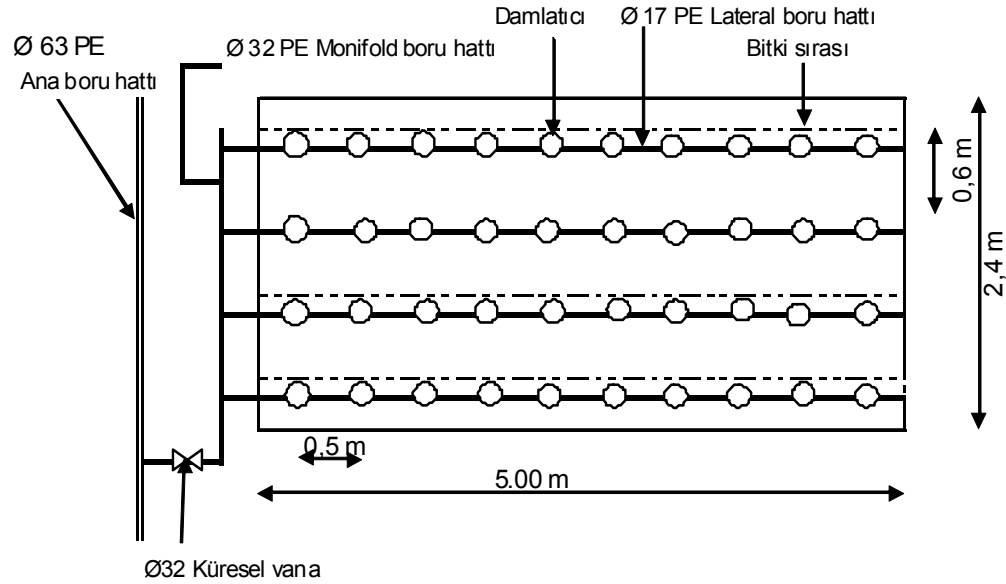 Damlatıcı
Ø 17 PE Lateral boru hattı
Ø 63 PE
Ana boru hattı
Ø 32 PE Monifold boru hattı
Bitki sırası
0,6 m
2,4 m
0,5 m
5.00 m
Ø32 Küresel vana